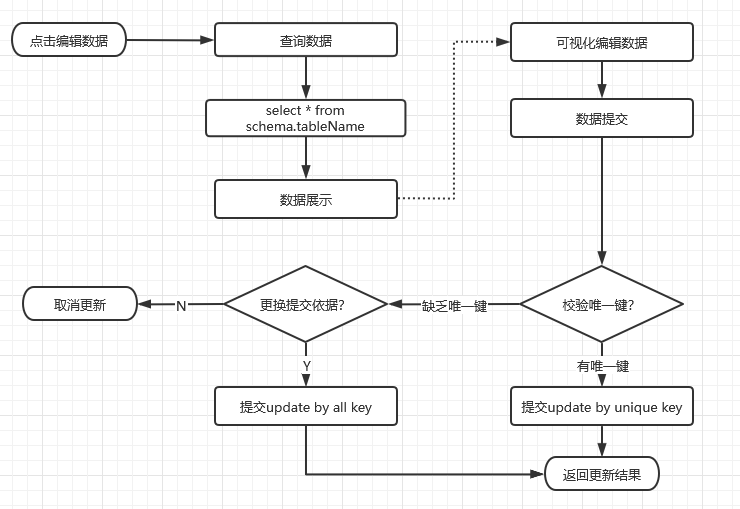 点击编辑数据
查询数据
可视化编辑数据
select * from
schema.tableName
数据提交
数据展示
取消更新
N
更换提交依据?
缺乏唯一键
校验唯一键?
Y
有唯一键
提交update by all key
提交update by unique key
返回更新结果